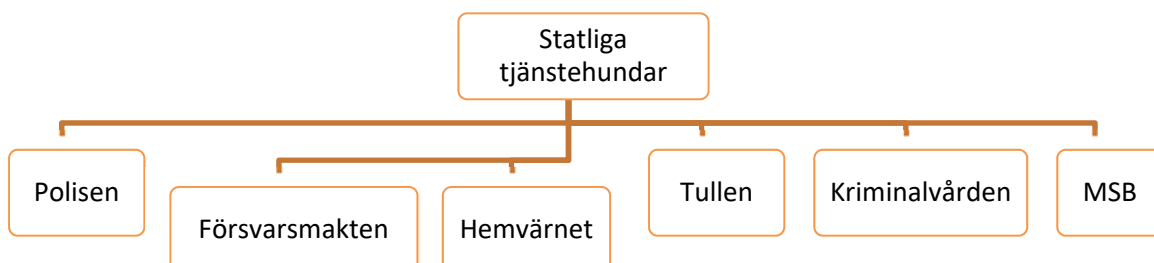 Statliga
tjänstehundar
Polisen
Försvarsmakten
Hemvärnet
Tullen
Kriminalvården
MSB